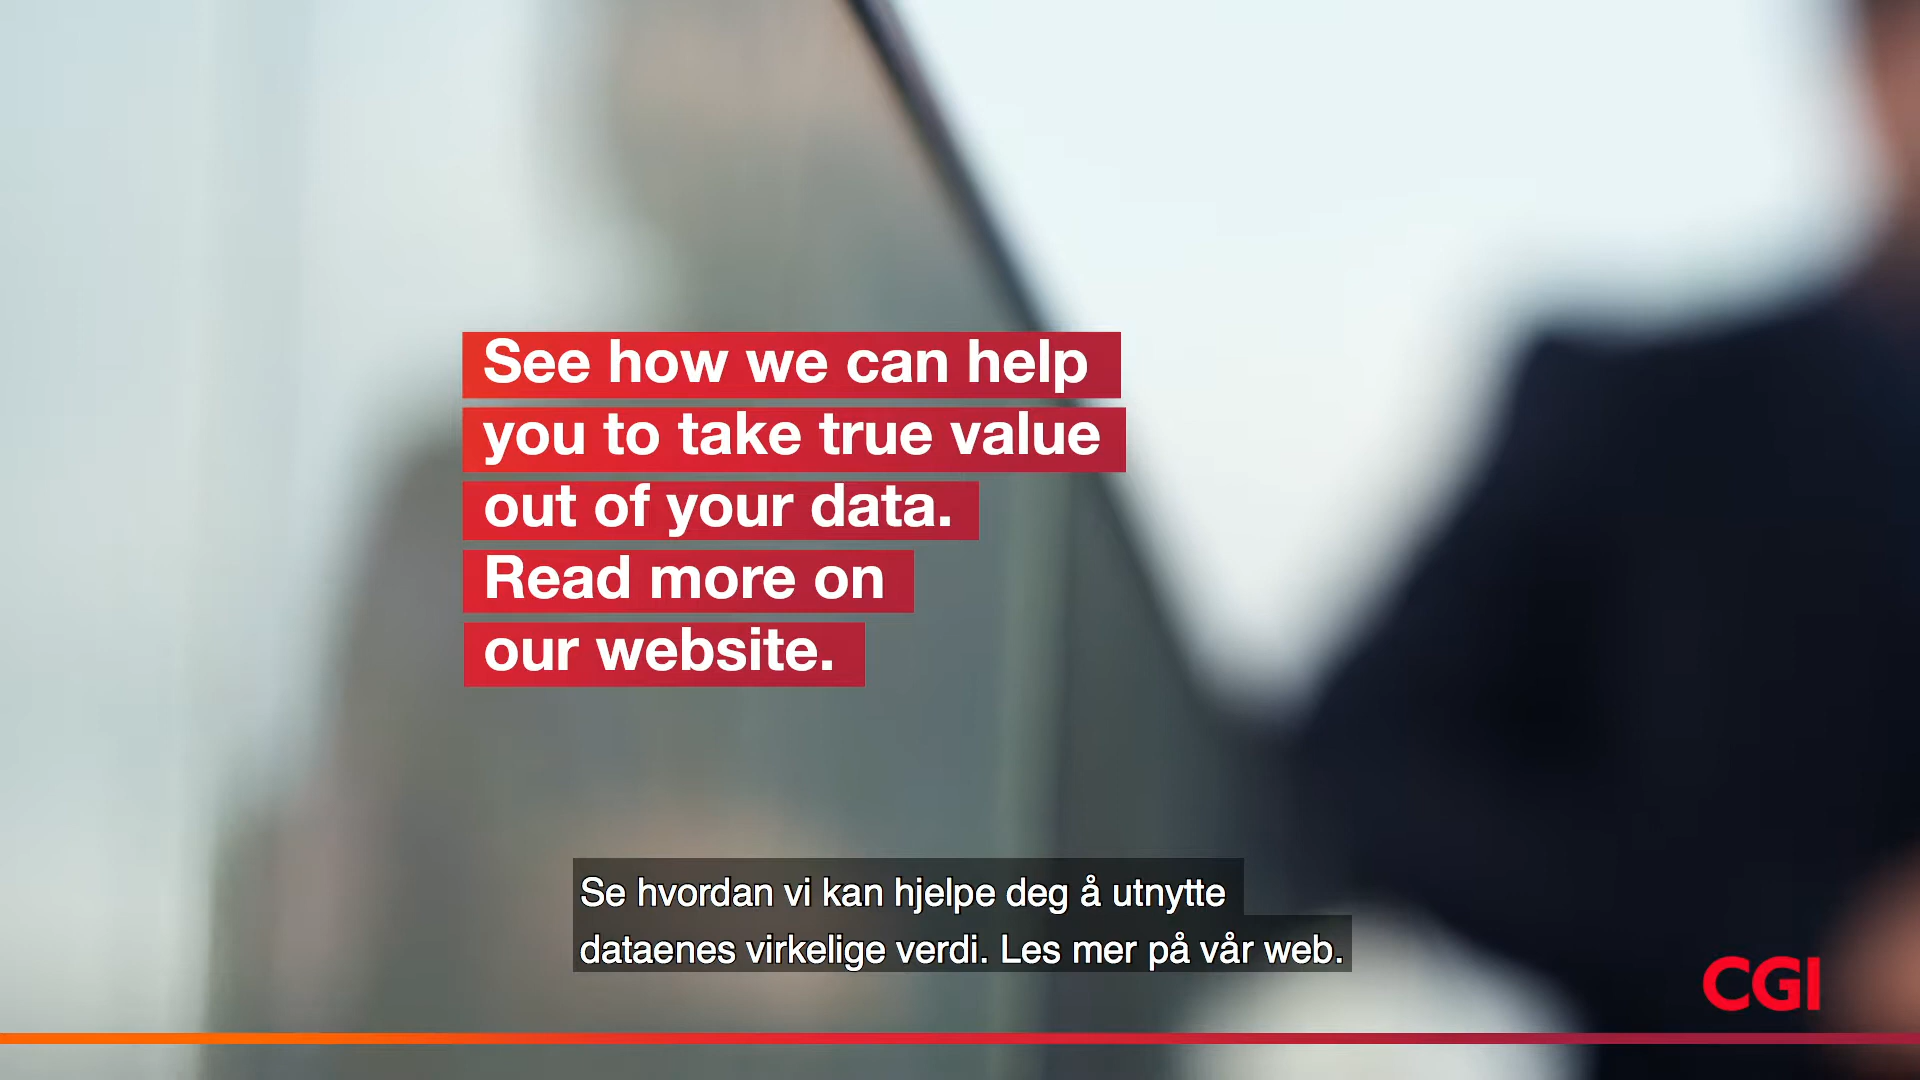 See how we can help
you to take true value
out of your data.
Read more on
our website.
Se hvordan vi kan hjelpe deg å utnytte
dataenes virkelige verdi. Les mer på vår web.
CGI